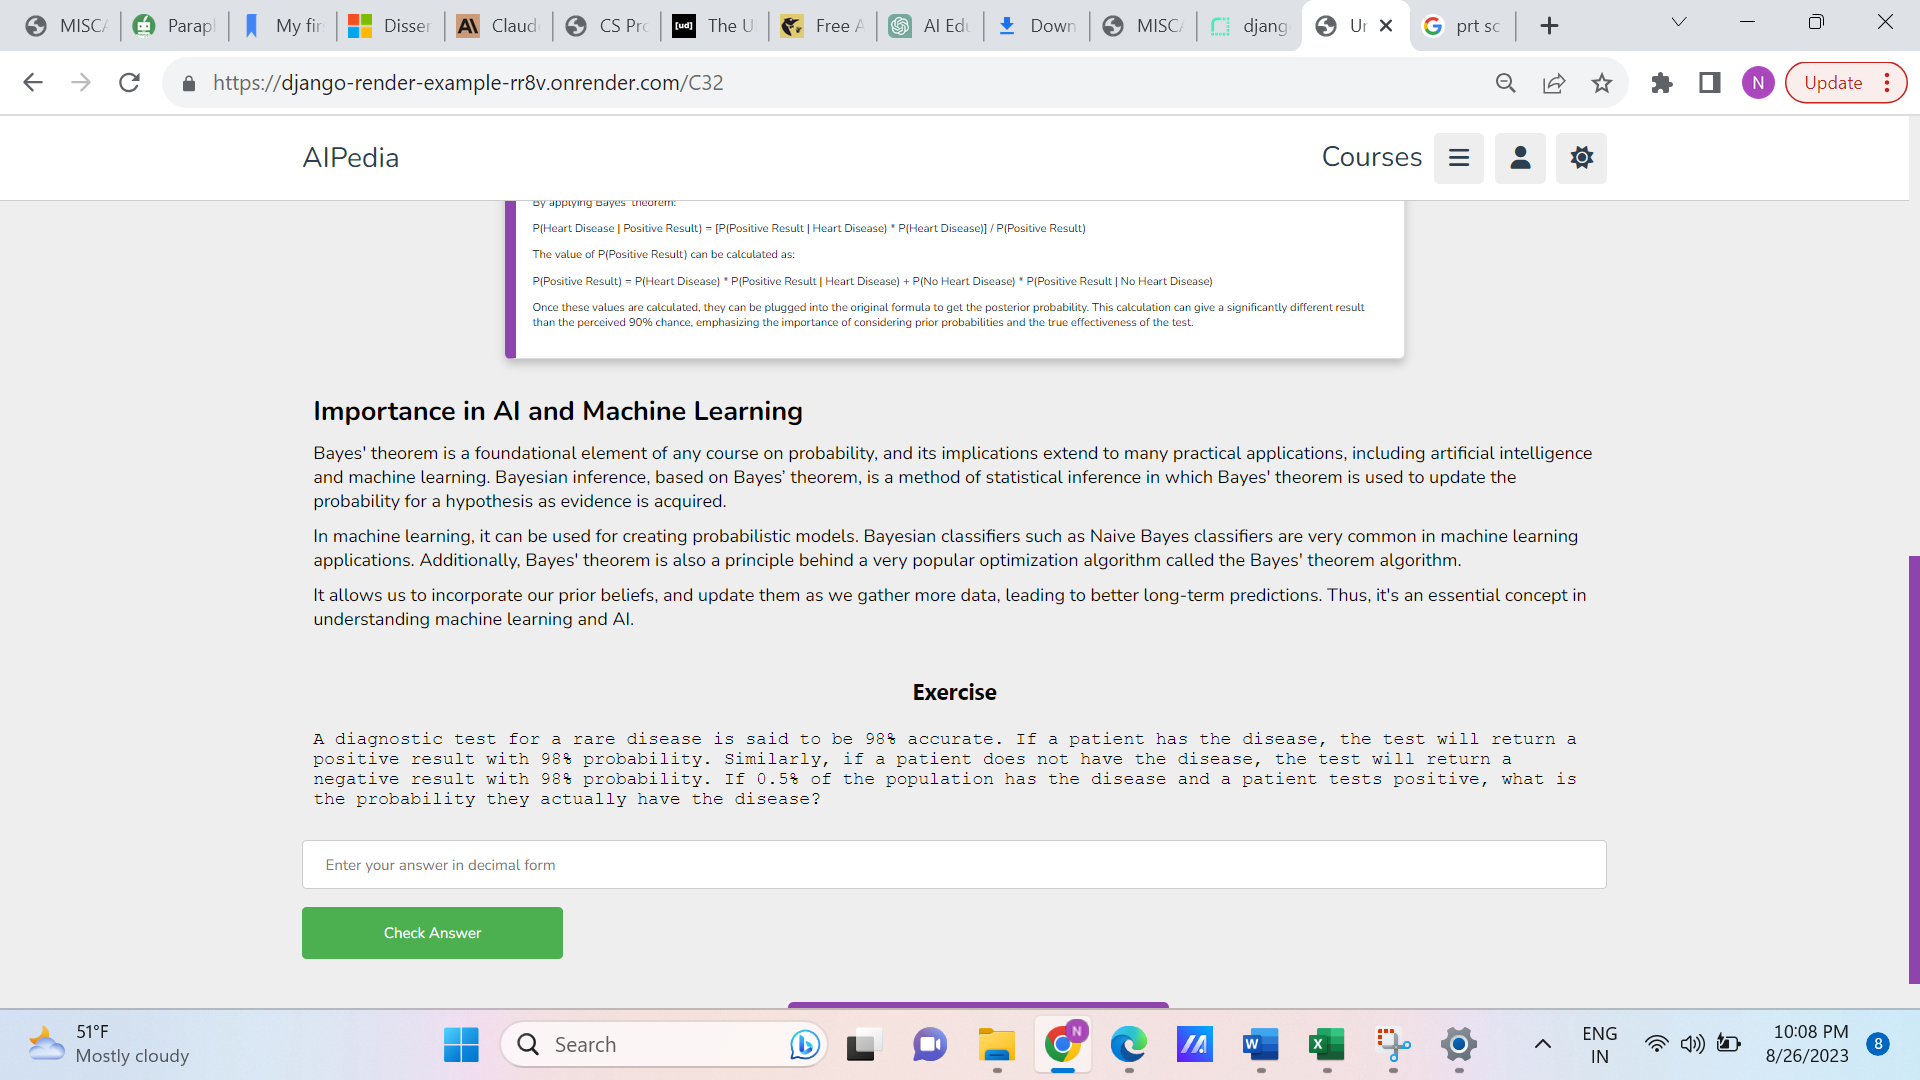 MISC
Parap
My fir
Disser
Claud
CS Pro
The U
Free A
AI Edu
Down
MISC
djang
Ur
prt sc
https://django-render-example-rr8v.onrender.com/C32
N
Update
AIPedia
Courses
By applying Bayes' theorem:
P(Heart Disease | Positive Result) = [P(Positive Result | Heart Disease) * P(Heart Disease)] / P(Positive Result)
The value of P(Positive Result) can be calculated as:
P(Positive Result) = P(Heart Disease) * P(Positive Result | Heart Disease) + P(No Heart Disease) * P(Positive Result | No Heart Disease)
Once these values are calculated, they can be plugged into the original formula to get the posterior probability. This calculation can give a significantly different result
than the perceived 90% chance, emphasizing the importance of considering prior probabilities and the true effectiveness of the test.
Importance in AI and Machine Learning
Bayes' theorem is a foundational element of any course on probability, and its implications extend to many practical applications, including artificial intelligence
and machine learning. Bayesian inference, based on Bayes’ theorem, is a method of statistical inference in which Bayes' theorem is used to update the
probability for a hypothesis as evidence is acquired.
In machine learning, it can be used for creating probabilistic models. Bayesian classifiers such as Naive Bayes classifiers are very common in machine learning
applications. Additionally, Bayes' theorem is also a principle behind a very popular optimization algorithm called the Bayes' theorem algorithm.
It allows us to incorporate our prior beliefs, and update them as we gather more data, leading to better long-term predictions. Thus, it's an essential concept in
understanding machine learning and AI.
Exercise
A diagnostic test for a rare disease is said to be 98% accurate. If a patient has the disease, the test will return a
positive result with 98% probability. Similarly, if a patient does not have the disease, the test will return a
negative result with 98% probability. If 0.5% of the population has the disease and a patient tests positive, what is
the probability they actually have the disease?
Enter your answer in decimal form
Check Answer
51°F
Mostly cloudy
Search
N
ENG
IN
10:08 PM
8/26/2023
8